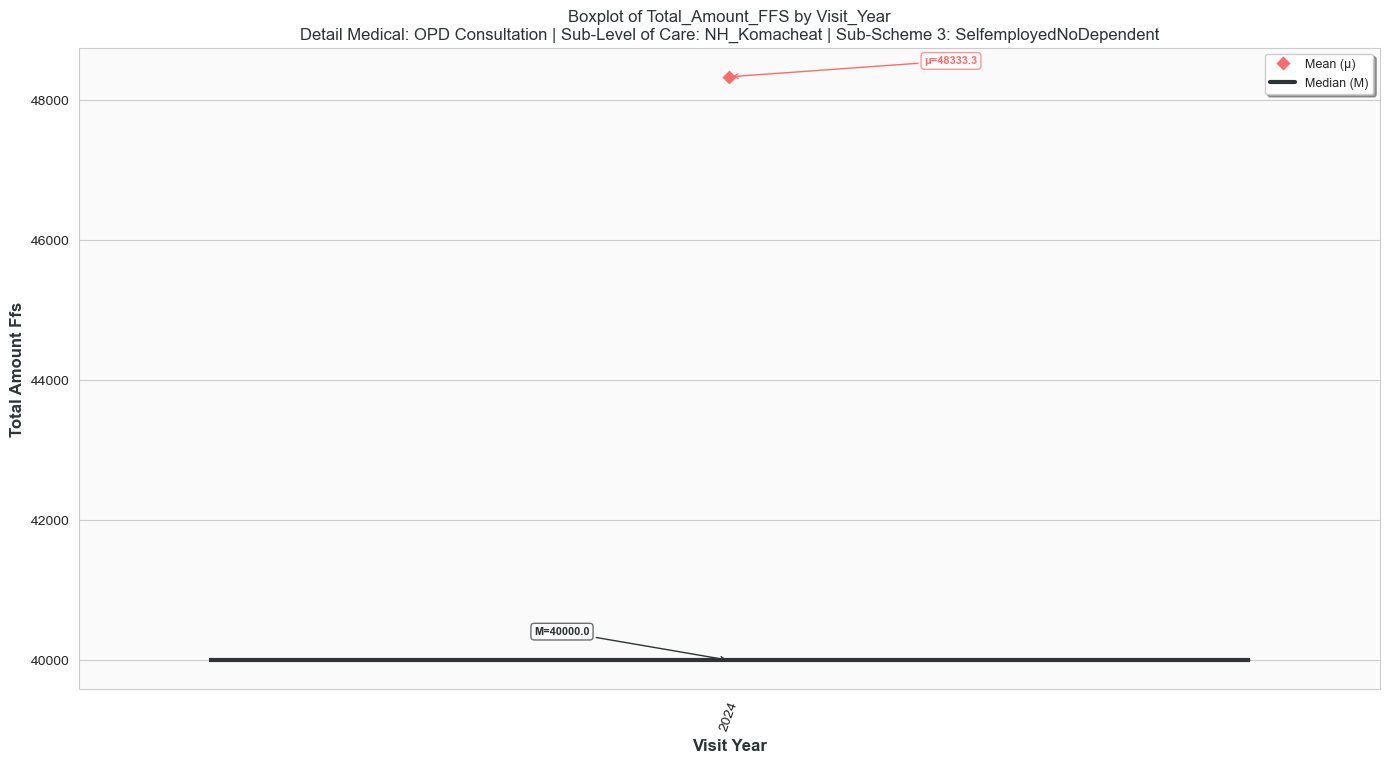 Boxplot of Total_Amount_FFS by Visit_Year
Detail Medical: OPD Consultation | Sub-Level of Care: NH_Komacheat | Sub-Scheme 3: SelfemployedNoDependent
μ=48333.3
Mean (μ)
Median (M)
48000
46000
44000
42000
40000
Total Amount Ffs
M=40000.0
2024
Visit Year